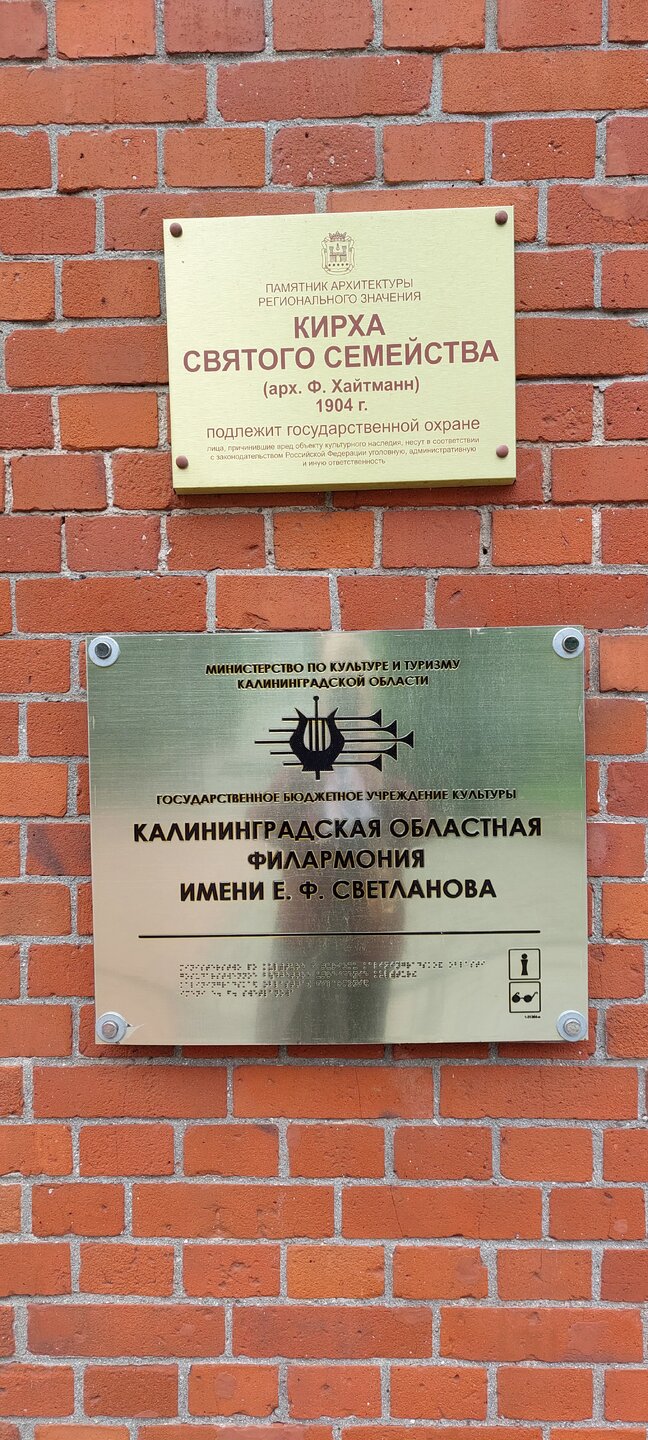 ПАМЯТНИК АРХИТЕКТУРЫ
РЕГИОНАЛЬНОГО ЗНАЧЕНИЯ
КИРХА
СВЯТОГО СЕМЕЙСТВА
(арх. Ф. Хайтманн)
1904 г.
подлежит государственной охране
лица, причинившие вред объекту культурного наследия, несут в соответствии
с законодательством Российской Федерации уголовную, административную
и иную ответственность
МИНИСТЕРСТВО ПО КУЛЬТУРЕ И ТУРИЗМУ
КАЛИНИНГРАДСКОЙ ОБЛАСТИ
ГОСУДАРСТВЕННОЕ БЮДЖЕТНОЕ УЧРЕЖДЕНИЕ КУЛЬТУРЫ
КАЛИНИНГРАДСКАЯ ОБЛАСТНАЯ
ФИЛАРМОНИЯ
ИМЕНИ Е. Ф. СВЕТЛАНОВА